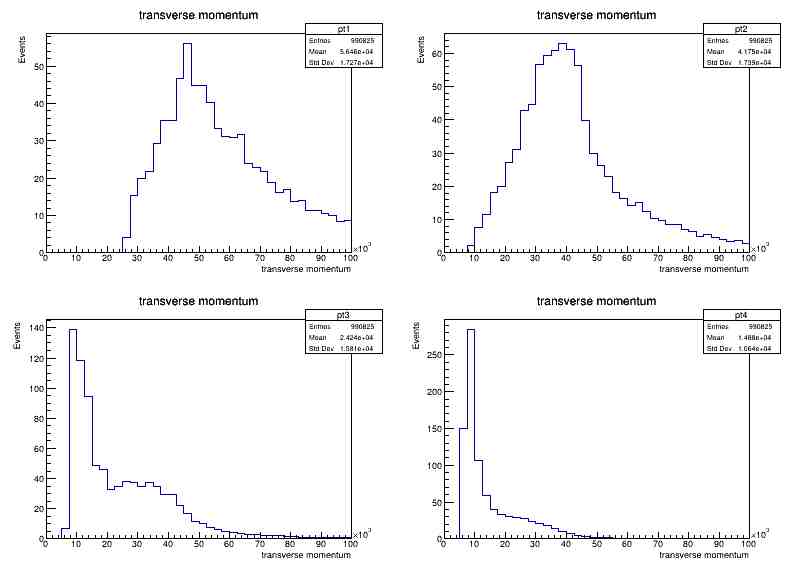 transverse momentum
pt1
Entries 990825
Mean 5.646e+04
Std Dev 1.727e+04
Events
50
40
30
20
10
0
0 10 20 30 40 50 60 70 80 90 100
×10³
transverse momentum
transverse momentum
pt2
Entries 990825
Mean 4.175e+04
Std Dev 1.739e+04
Events
60
50
40
30
20
10
0
0 10 20 30 40 50 60 70 80 90 100
×10³
transverse momentum
transverse momentum
pt3
Entries 990825
Mean 2.424e+04
Std Dev 1.581e+04
Events
140
120
100
80
60
40
20
0
0 10 20 30 40 50 60 70 80 90 100
×10³
transverse momentum
transverse momentum
pt4
Entries 990825
Mean 1.488e+04
Std Dev 1.064e+04
Events
250
200
150
100
50
0
0 10 20 30 40 50 60 70 80 90 100
×10³
transverse momentum